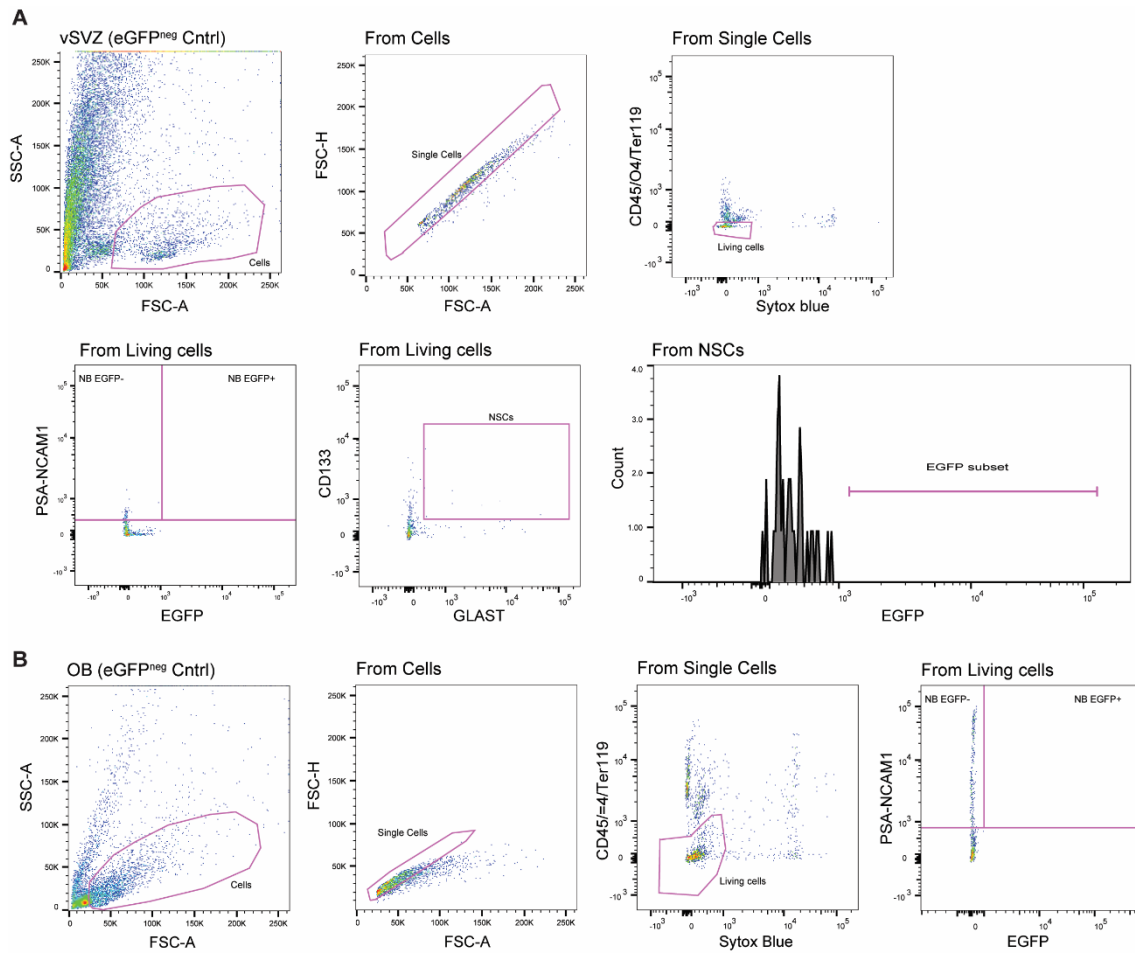 A
vSVZ (eGFPneg Cntrl)
250K
200K
150K
100K
50K
0
SSC-A
Cells
0
50K
100K
150K
200K
250K
FSC-A
From Cells
250K
200K
150K
100K
50K
0
FSC-H
Single Cells
0
50K
100K
150K
200K
250K
FSC-A
From Single Cells
10^5
10^4
10^3
0
-10^3
CD45/O4/Ter119
Living cells
-10^3
0
10^3
10^4
10^5
Sytox blue
From Living cells
NB EGFP-
NB EGFP+
10^5
10^4
10^3
0
-10^3
PSA-NCAM1
-10^3
0
10^3
10^4
10^5
EGFP
From Living cells
NSCs
10^5
10^4
10^3
0
-10^3
CD133
-10^3
0
10^3
10^4
10^5
GLAST
From NSCs
4.0
3.0
2.0
1.00
0
Count
EGFP subset
-10^3
0
10^3
10^4
10^5
EGFP
B
OB (eGFPneg Cntrl)
250K
200K
150K
100K
50K
0
SSC-A
Cells
0
50K
100K
150K
200K
250K
FSC-A
From Cells
250K
200K
150K
100K
50K
0
FSC-H
Single Cells
0
50K
100K
150K
200K
250K
FSC-A
From Single Cells
10^5
10^4
10^3
0
-10^3
CD45/=4/Ter119
Living cells
-10^3
0
10^3
10^4
10^5
Sytox Blue
From Living cells
NB EGFP-
NB EGFP+
10^5
10^4
10^3
0
-10^3
PSA-NCAM1
-10^3
0
10^3
10^4
10^5
EGFP